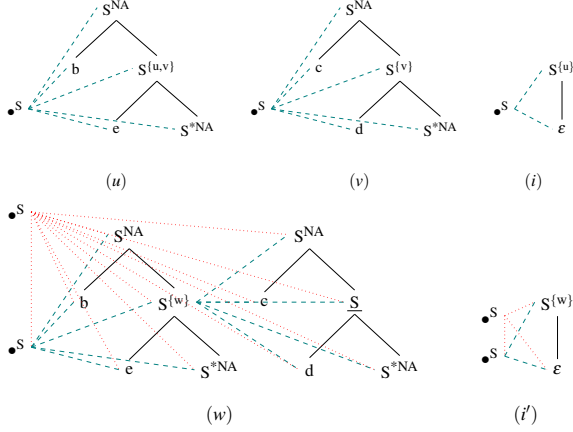 S^NA S^NA
b S^{u,v} c S^{v} S^{u}
•S e S*^NA •S d S*^NA •S ε
(u) (v) (i)
•S
S^NA S^NA
b S^{w} c S •S S^{w}
•S e S*^NA d S*^NA •S ε
(w) (i′)